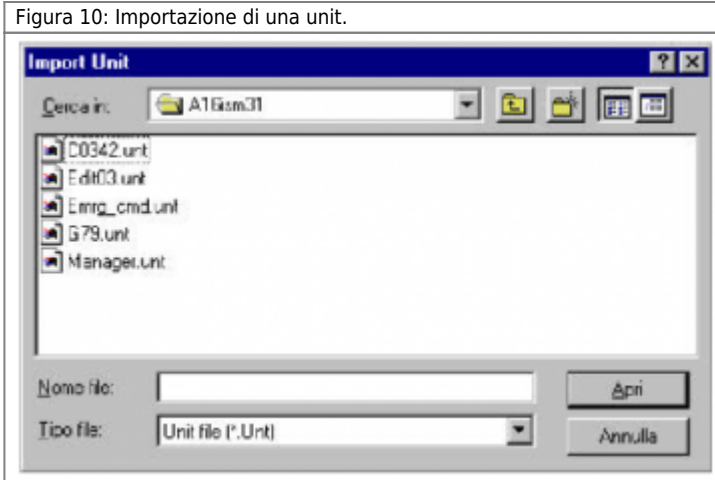 Figura 10: Importazione di una unit.
Import Unit
Cerca in:
A16ism31
C0342.unt
Edit03.unt
Emrg_cmd.unt
G79.unt
Manager.unt
Nome file:
Apri
Tipo file:
Unit file (*.Unt)
Annulla